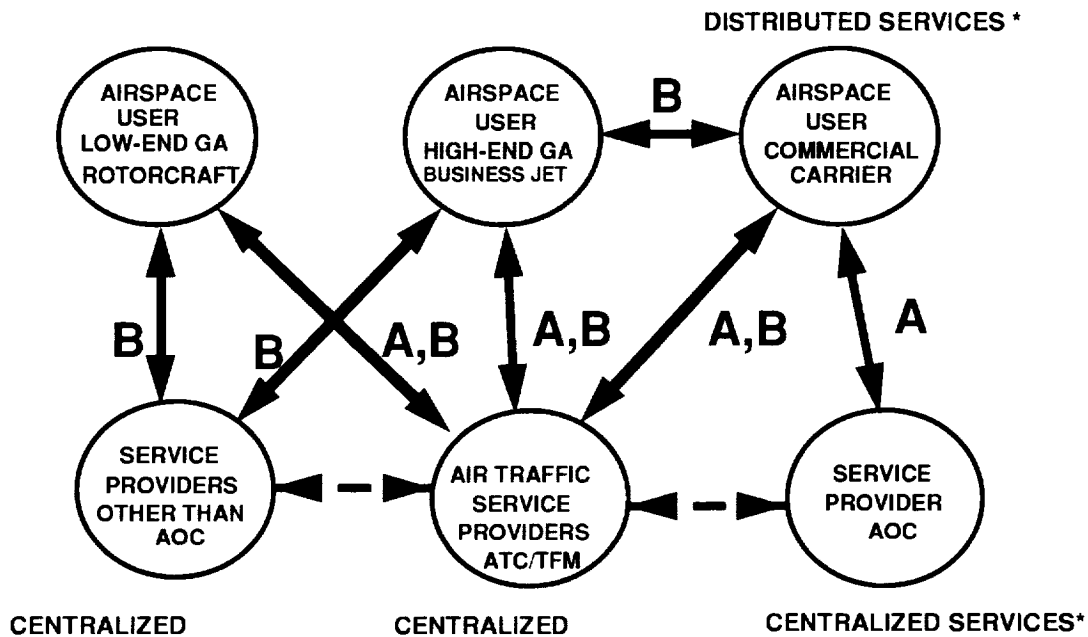 DISTRIBUTED SERVICES *
AIRSPACE
USER
LOW-END GA
ROTORCRAFT
AIRSPACE
USER
HIGH-END GA
BUSINESS JET
B
AIRSPACE
USER
COMMERCIAL
CARRIER
B
B
A,B
A,B
A,B
A
SERVICE
PROVIDERS
OTHER THAN
AOC
AIR TRAFFIC
SERVICE
PROVIDERS
ATC/TFM
SERVICE
PROVIDER
AOC
CENTRALIZED
CENTRALIZED
CENTRALIZED SERVICES*